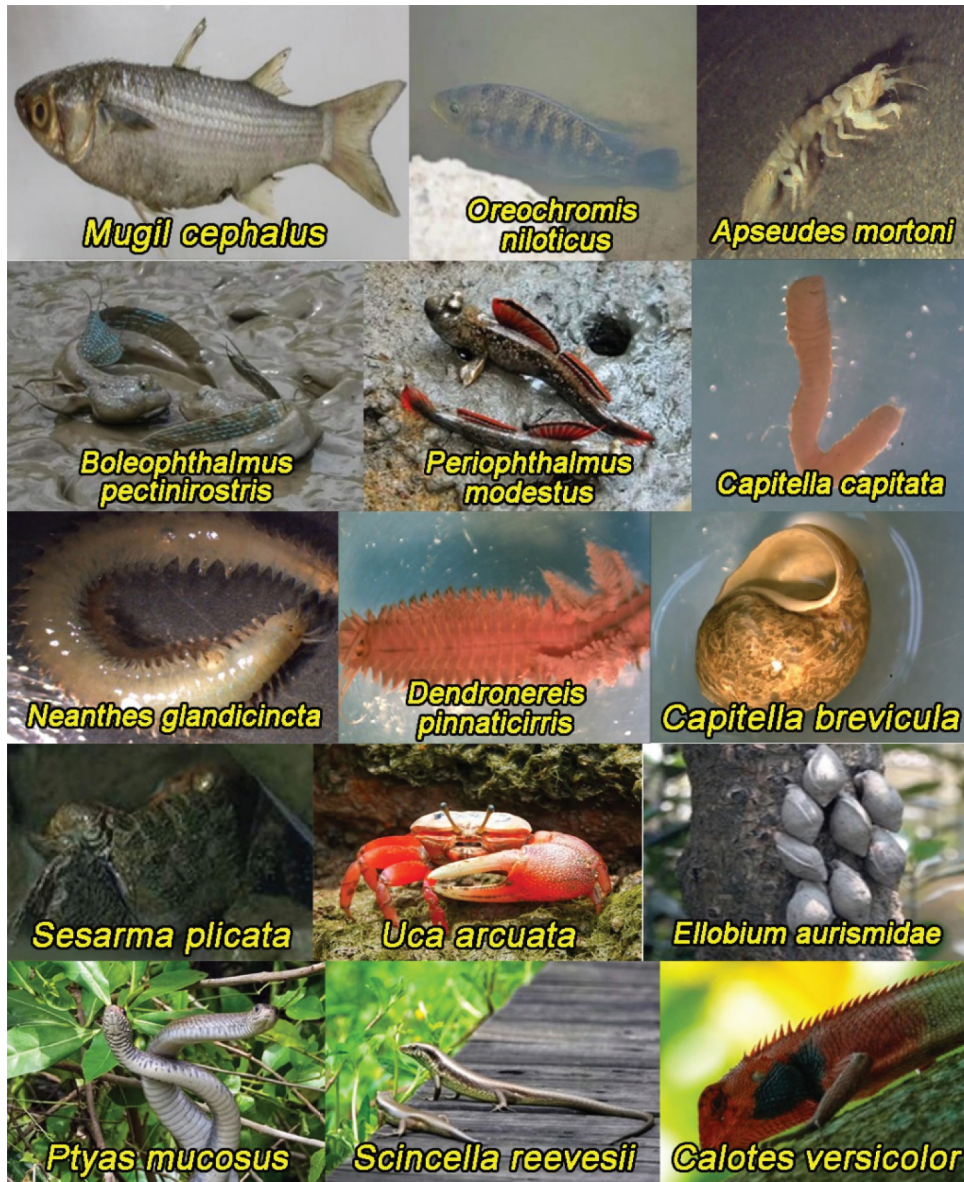 Mugil cephalus
Oreochromis
niloticus
Apseudes mortoni
Boleophthalmus
pectinirostris
Periophthalmus
modestus
Capitella capitata
Neanthes glandicincta
Dendronereis
pinnaticirris
Capitella brevicula
Sesarma plicata
Uca arcuata
Ellobium aurismidae
Ptyas mucosus
Scincella reevesii
Calotes versicolor